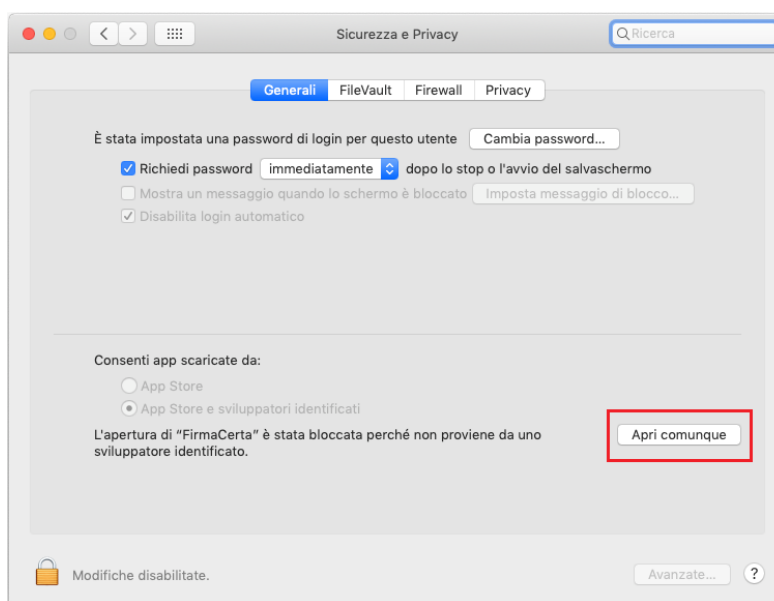 Sicurezza e Privacy
Ricerca
Generali FileVault Firewall Privacy
È stata impostata una password di login per questo utente Cambia password...
Richiedi password immediatamente dopo lo stop o l'avvio del salvaschermo
Mostra un messaggio quando lo schermo è bloccato Imposta messaggio di blocco...
Disabilita login automatico
Consenti app scaricate da:
App Store
App Store e sviluppatori identificati
L'apertura di “FirmaCerta” è stata bloccata perché non proviene da uno
sviluppatore identificato.
Apri comunque
Modifiche disabilitate.
Avanzate... ?